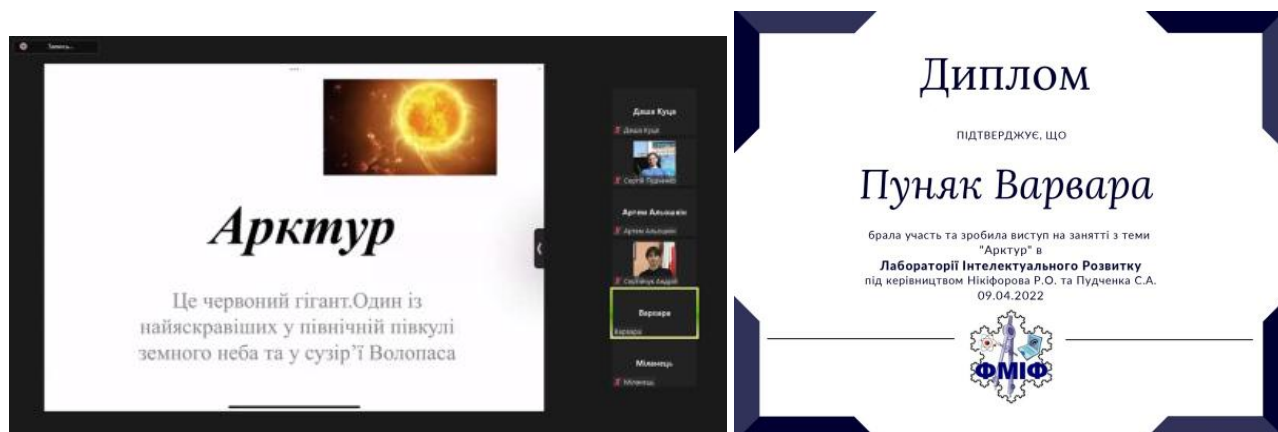 Запись...
Арктур
Це червоний гігант.Один із
найяскравіших у північній півкулі
земного неба та у сузір’ї Волопаса
Даша Куца
Даша Куца
Сергій
Артем Альошкін
Артем Альошкін
Андрій
Варвара
Варвара
Міленець
Міленець
Диплом
ПІДТВЕРДЖУЄ, ЩО
Пуняк Варвара
брала участь та зробила виступ на занятті з теми
"Арктур" в
Лабораторії Інтелектуального Розвитку
під керівництвом Нікіфорова Р.О. та Пудченка С.А.
09.04.2022
ФМІФ